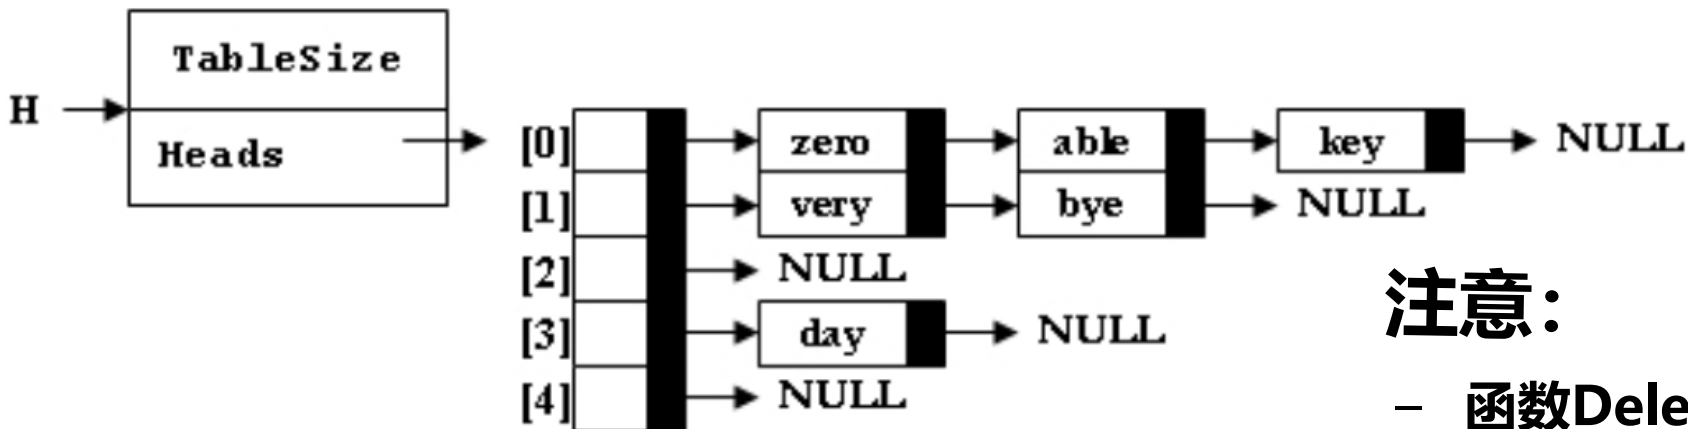 TableSize
H
Heads
[0] zero able key NULL
[1] very bye NULL
[2] NULL
[3] day NULL
[4] NULL
注意：
– 函数Dele